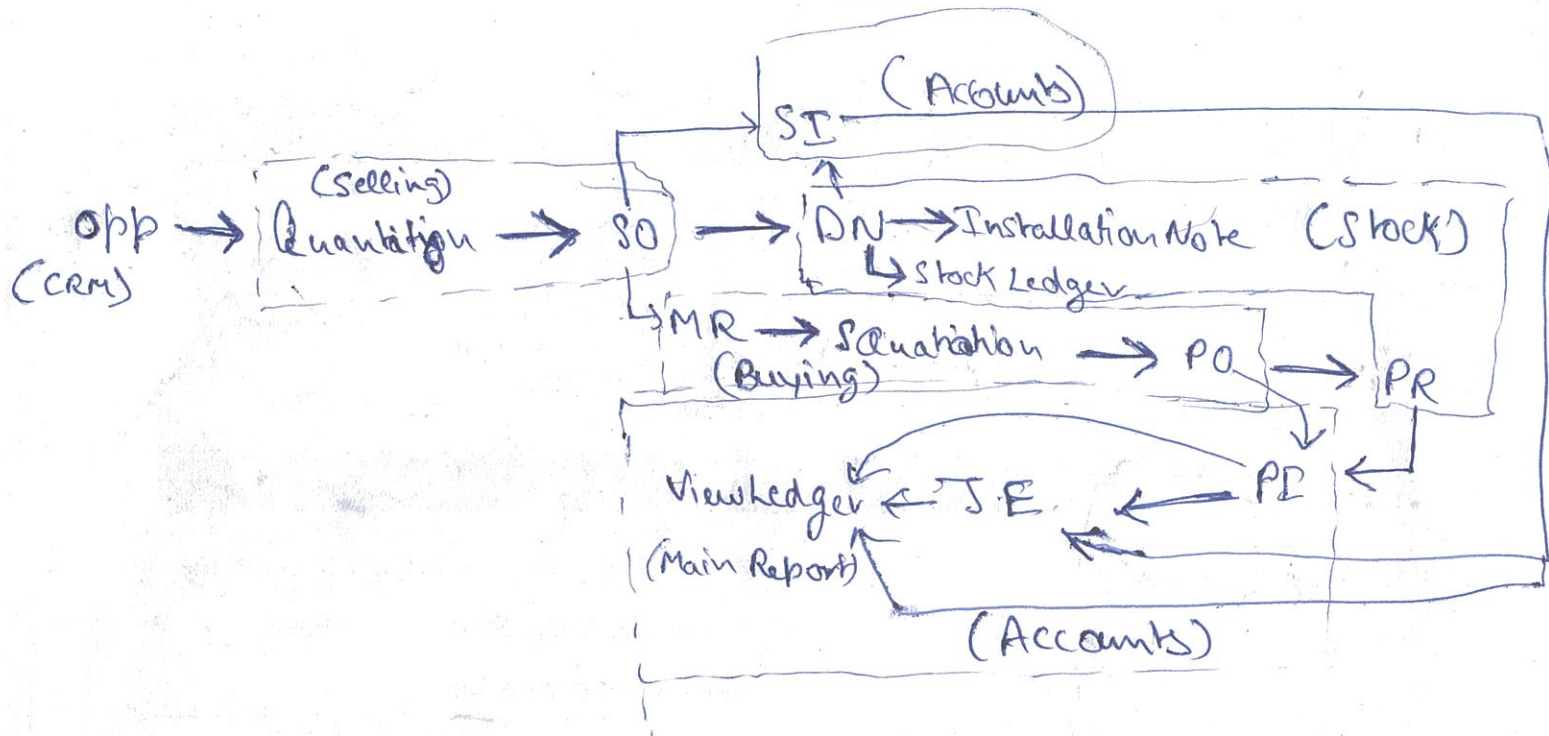 (Accounts)
SI
(Selling)
Opp → Quantation → SO → DN → Installation Note (Stock)
(CRM)
Stock Ledger
MR → SQuatation → PO → PR
(Buying)
View Ledger ← JE ← PI
(Main Report)
(Accounts)